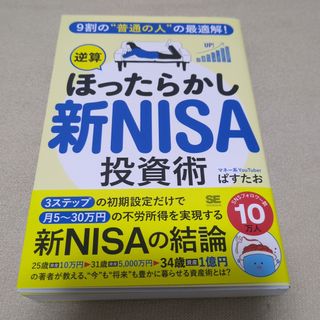 9割の“普通の人”の最適解!
UP!
逆算
ほったらかし
新NISA
投資術
マネー系YouTuber
ぱすたお
SE
3ステップの初期設定だけで
月5〜30万円の不労所得を実現する
新NISAの結論
SNSフォロワー数
10万人
25歳 10万円▶31歳 5,000万円▶34歳 1億円
の著者が教える、“今”も“将来”も豊かに暮らせる資産術とは?